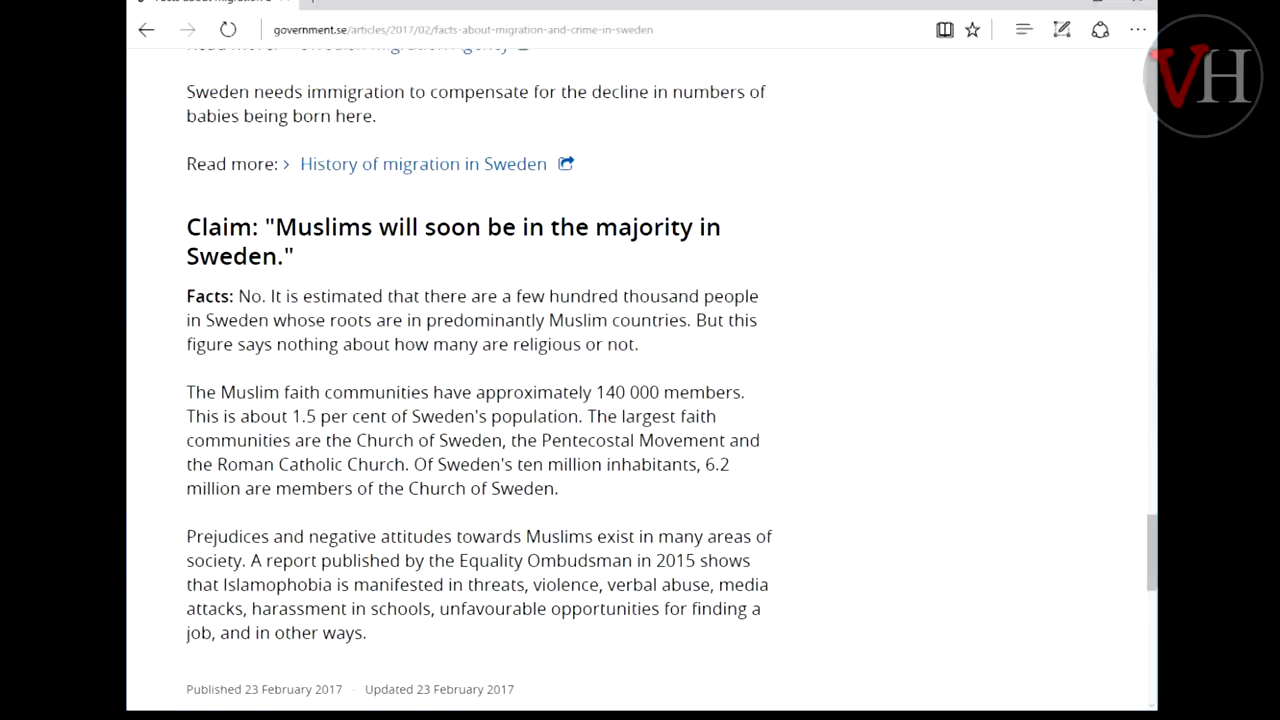 government.se/articles/2017/02/facts-about-migration-and-crime-in-sweden
VH
Sweden needs immigration to compensate for the decline in numbers of
babies being born here.
Read more: > History of migration in Sweden
Claim: "Muslims will soon be in the majority in
Sweden."
Facts: No. It is estimated that there are a few hundred thousand people
in Sweden whose roots are in predominantly Muslim countries. But this
figure says nothing about how many are religious or not.
The Muslim faith communities have approximately 140 000 members.
This is about 1.5 per cent of Sweden's population. The largest faith
communities are the Church of Sweden, the Pentecostal Movement and
the Roman Catholic Church. Of Sweden's ten million inhabitants, 6.2
million are members of the Church of Sweden.
Prejudices and negative attitudes towards Muslims exist in many areas of
society. A report published by the Equality Ombudsman in 2015 shows
that Islamophobia is manifested in threats, violence, verbal abuse, media
attacks, harassment in schools, unfavourable opportunities for finding a
job, and in other ways.
Published 23 February 2017 · Updated 23 February 2017